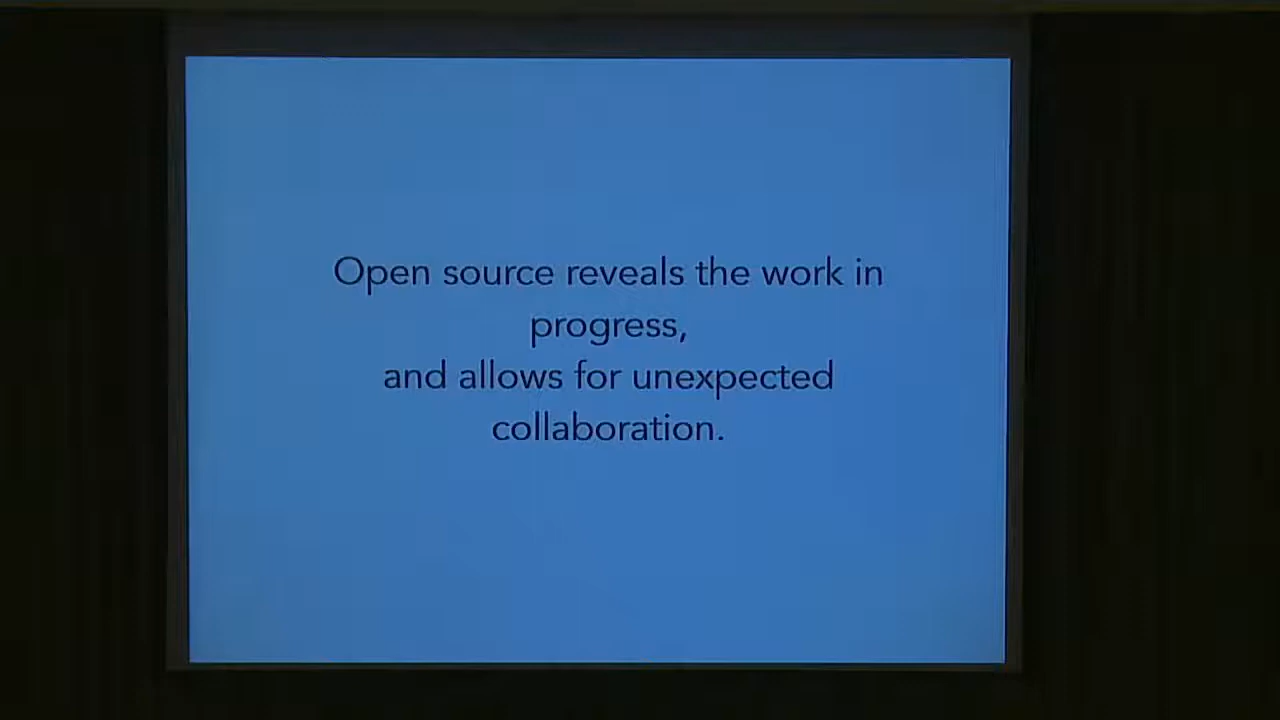 Open source reveals the work in
progress,
and allows for unexpected
collaboration.